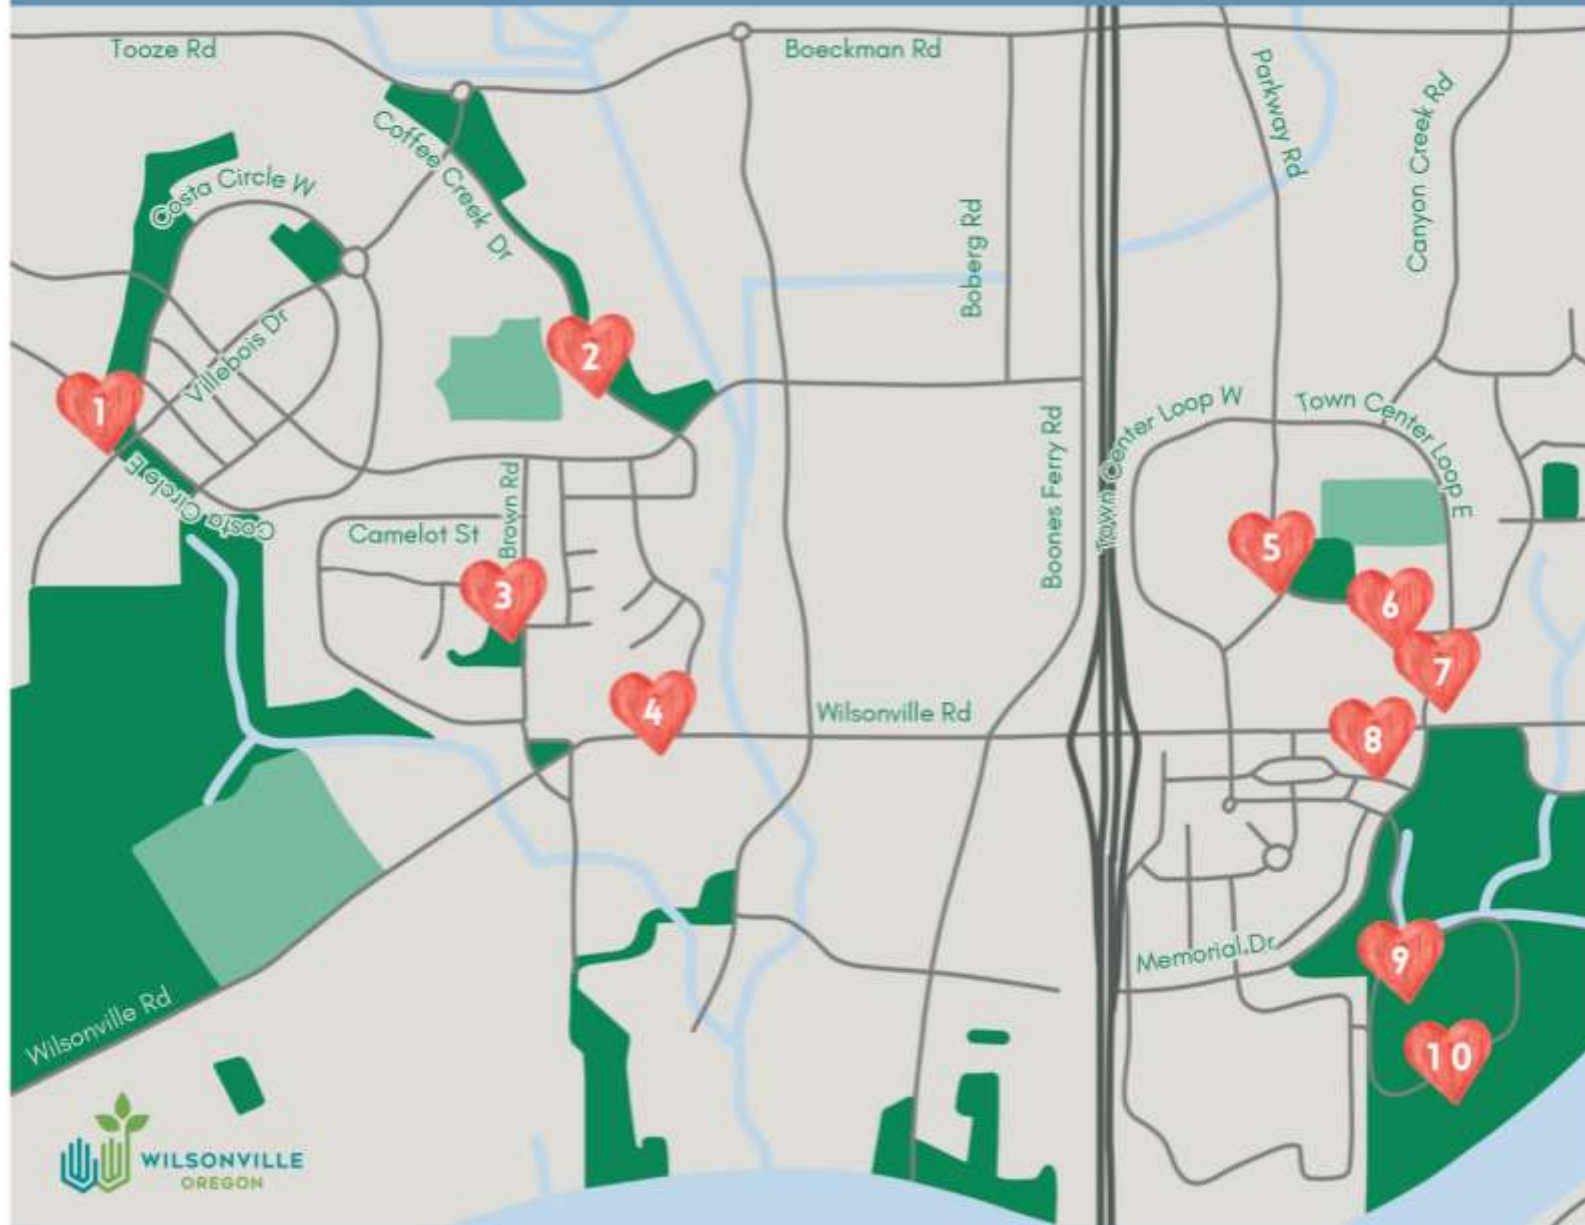 Tooze Rd
Boeckman Rd
Parkway Rd
Canyon Creek Rd
Coffee Creek Dr
Costa Circle W
Boberg Rd
Villebois Dr
2
1
Town Center Loop W
Town Center Loop E
Boones Ferry Rd
Costa Circle E
Brown Rd
Camelot St
5
3
6
7
4
Wilsonville Rd
8
9
Memorial Dr
Wilsonville Rd
10
WILSONVILLE
OREGON